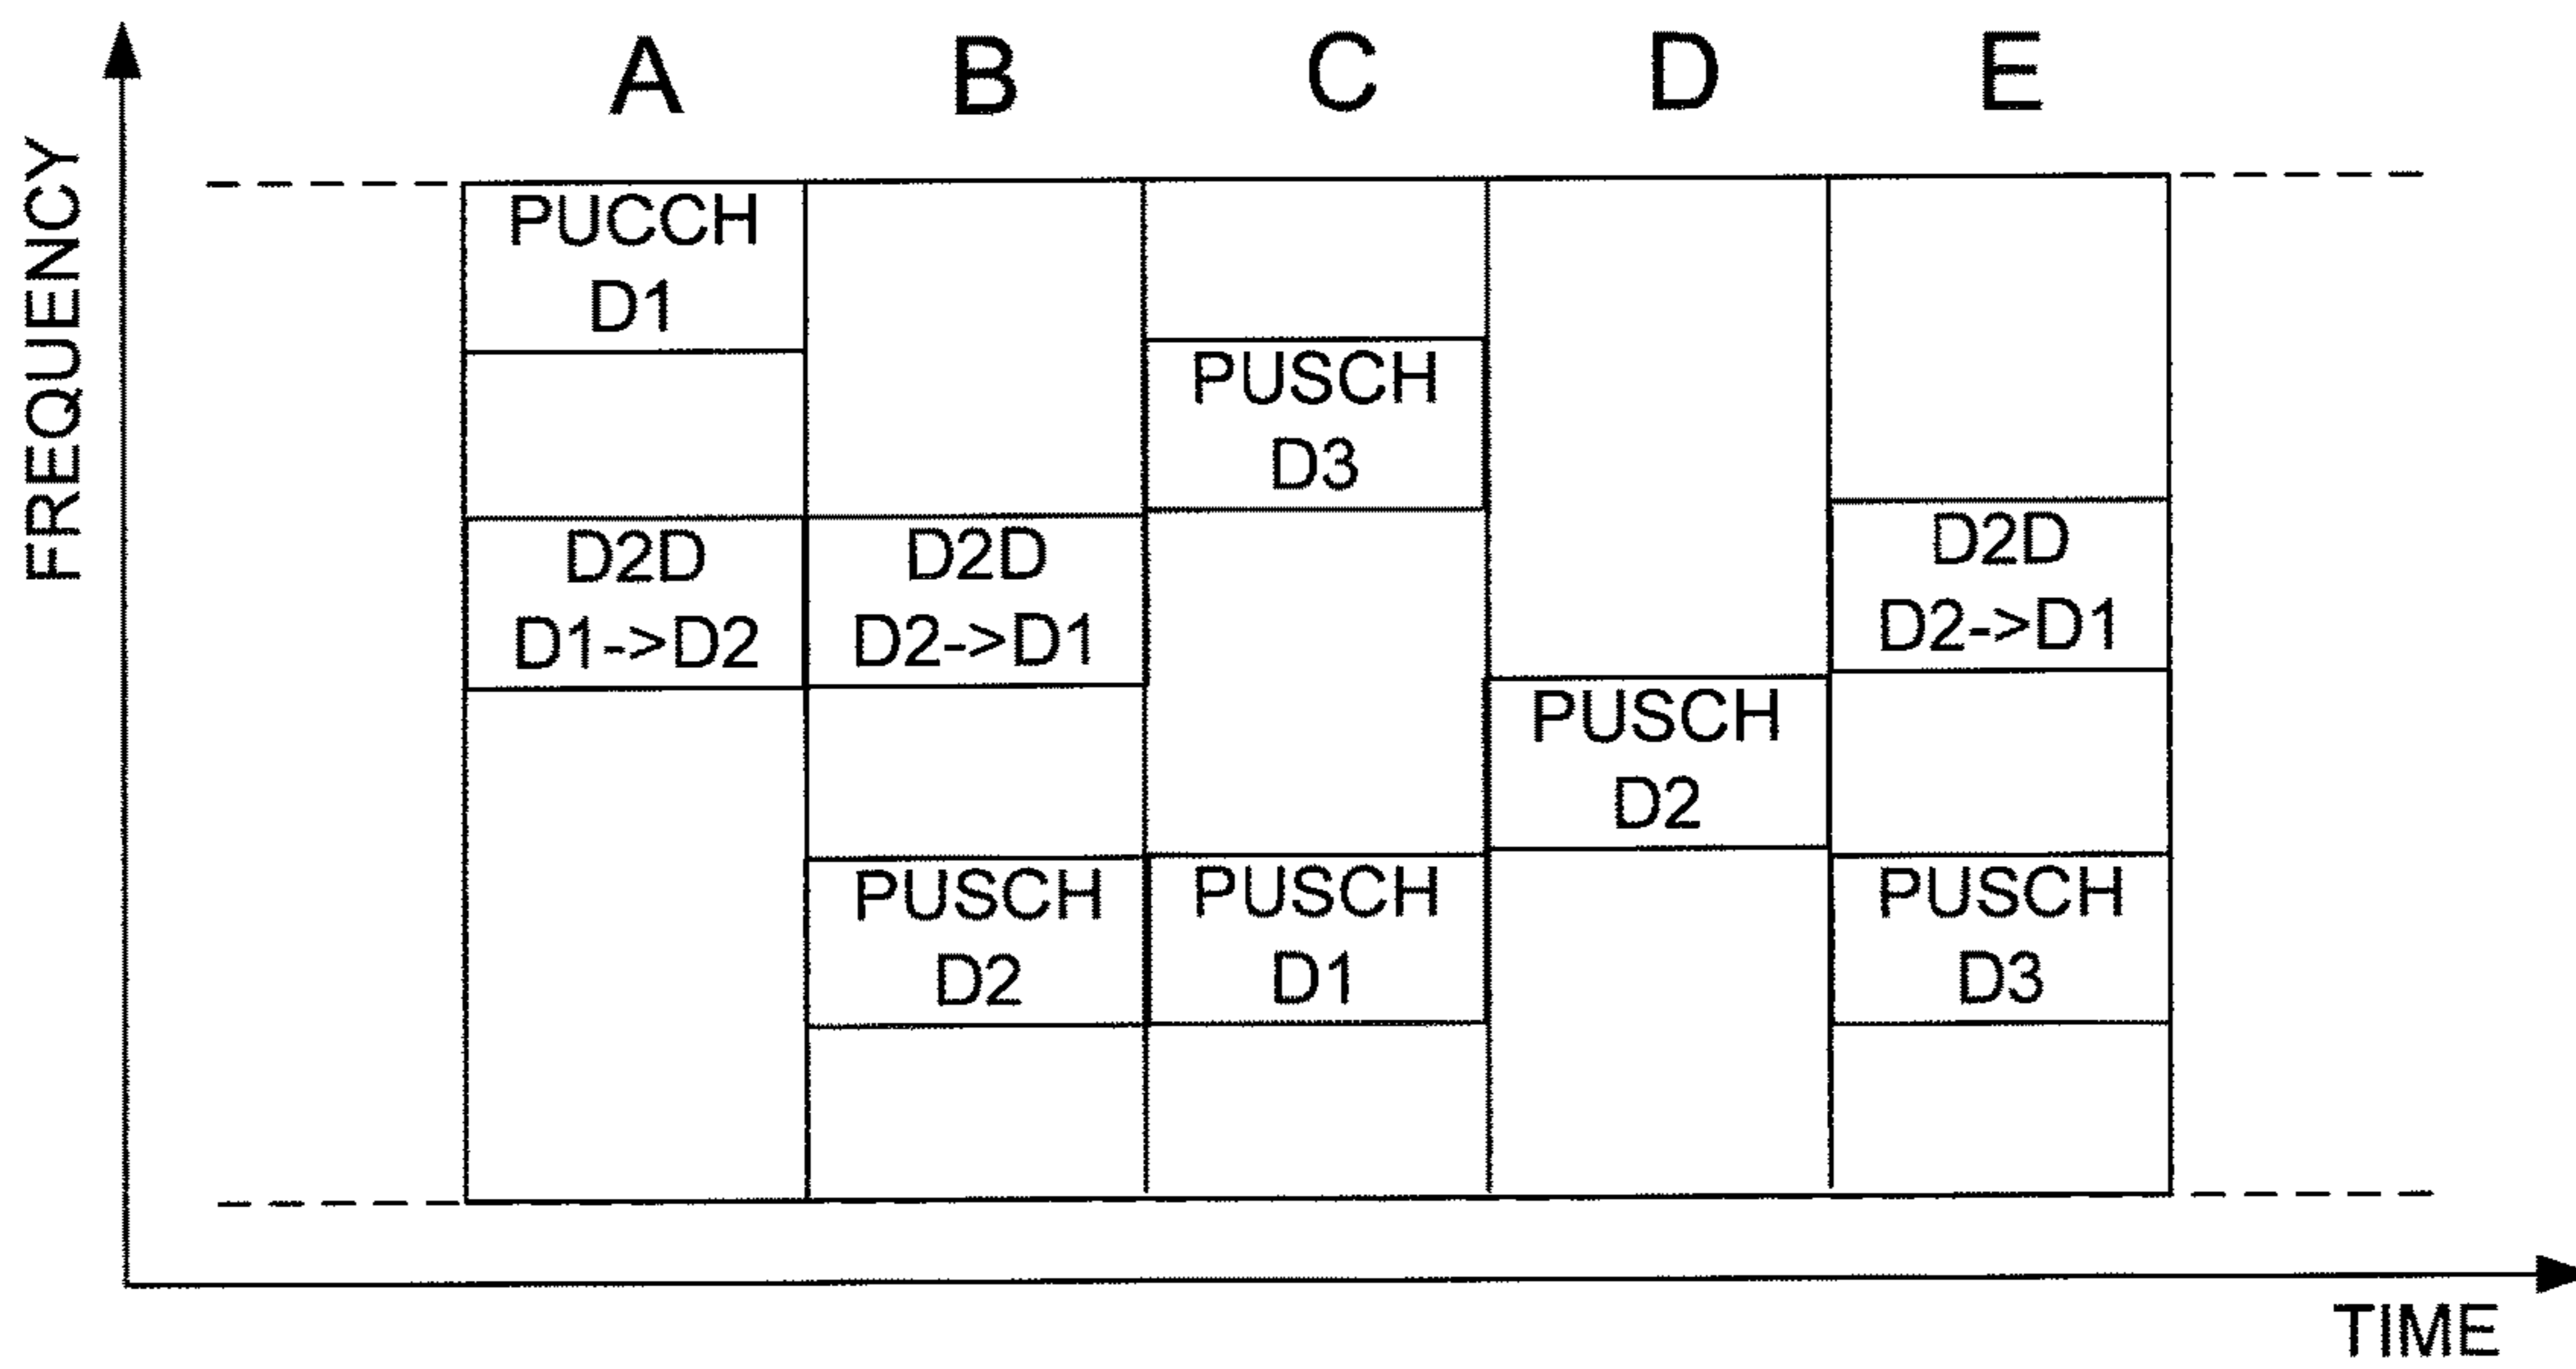 A B C D E
FREQUENCY
PUCCH
D1
D2D
D1->D2
D2D
D2->D1
PUSCH
D2
PUSCH
D3
PUSCH
D1
PUSCH
D2
D2D
D2->D1
PUSCH
D3
TIME